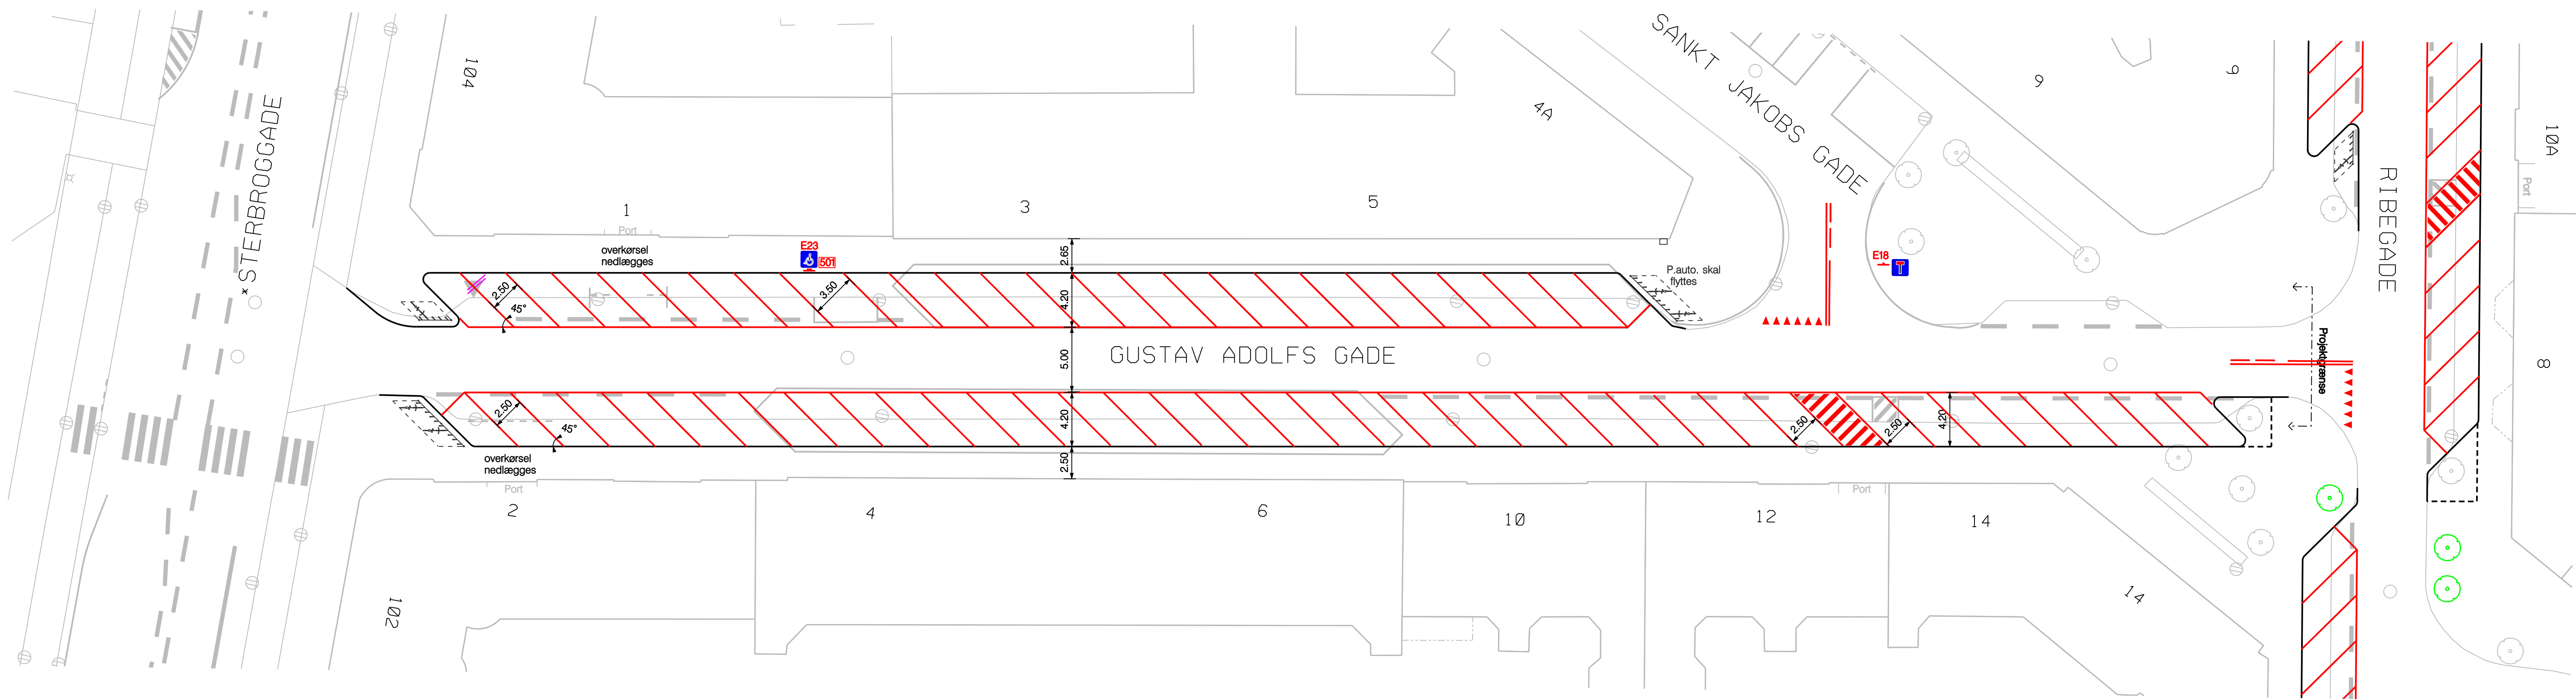 *STERBROGGADE
104
1
Port
overkørsel
nedlægges
E23
501
3
5
4A
SANKT JAKOBS GADE
9
9
10A
Port
RIBEGADE
8
E18
P.auto. skal
flyttes
Projektgrænse
2.50
45°
3.50
2.65
4.20
5.00
4.20
2.50
GUSTAV ADOLFS GADE
2.50
45°
2.50
2.50
4.20
overkørsel
nedlægges
Port
2
4
6
10
12
Port
14
14
102